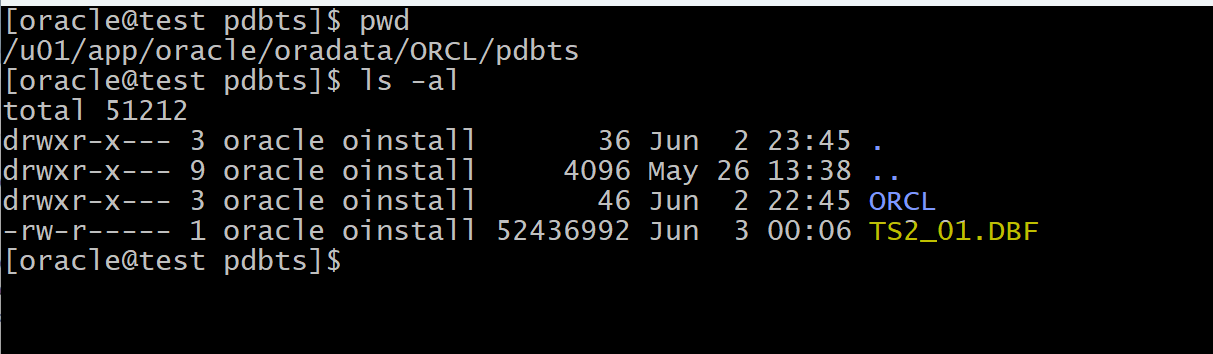 [oracle@test pdbts]$ pwd
/u01/app/oracle/oradata/ORCL/pdbts
[oracle@test pdbts]$ ls -al
total 51212
drwxr-x--- 3 oracle oinstall       36 Jun  2 23:45 .
drwxr-x--- 9 oracle oinstall     4096 May 26 13:38 ..
drwxr-x--- 3 oracle oinstall       46 Jun  2 22:45 ORCL
-rw-r----- 1 oracle oinstall 52436992 Jun  3 00:06 TS2_01.DBF
[oracle@test pdbts]$